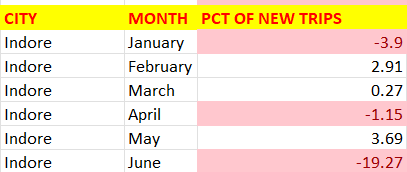 CITY MONTH PCT OF NEW TRIPS
Indore January -3.9
Indore February 2.91
Indore March 0.27
Indore April -1.15
Indore May 3.69
Indore June -19.27